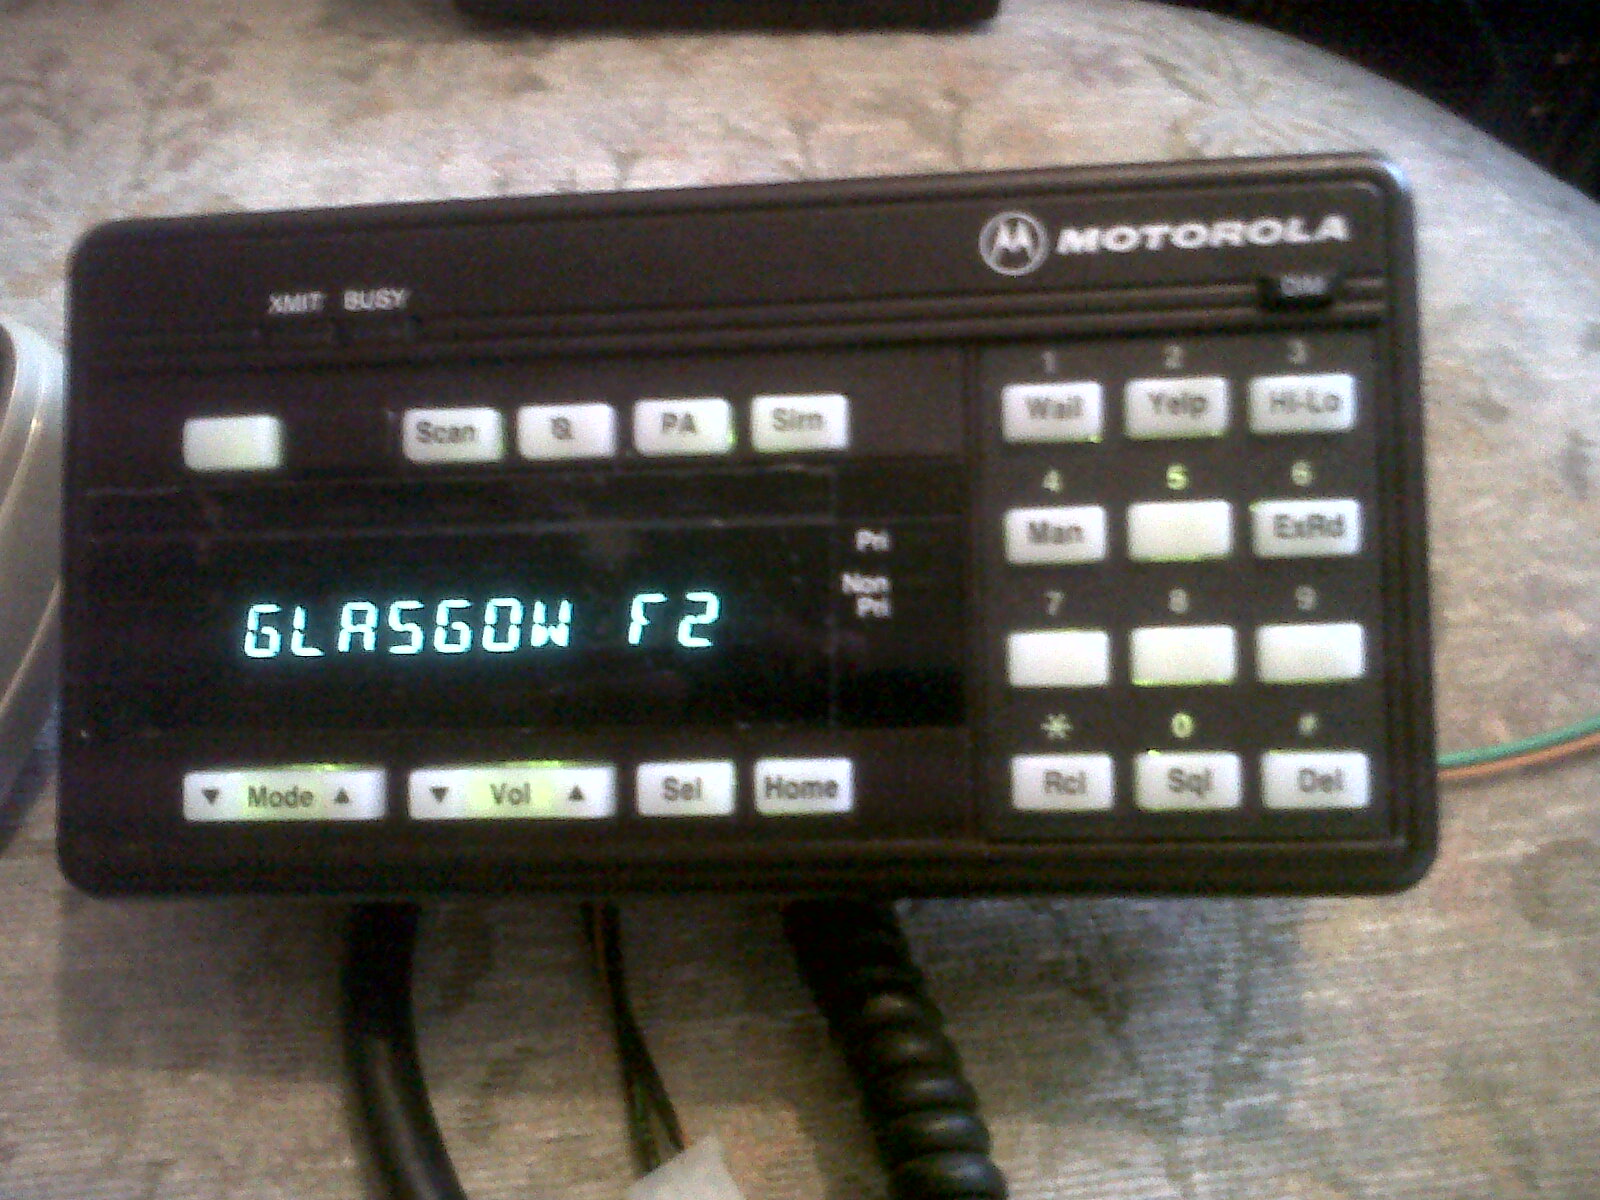 MOTOROLA
DIM
XMIT BUSY
1 2 3
Scan PA Sirn Wail Yelp Hi-Lo
4 5 6
Man ExRd
Pri
Non
Pri
GLASGOW F2
7 8 9
* 0 #
▼ Mode ▲ ▼ Vol ▲ Sel Home Rcl Sql Del